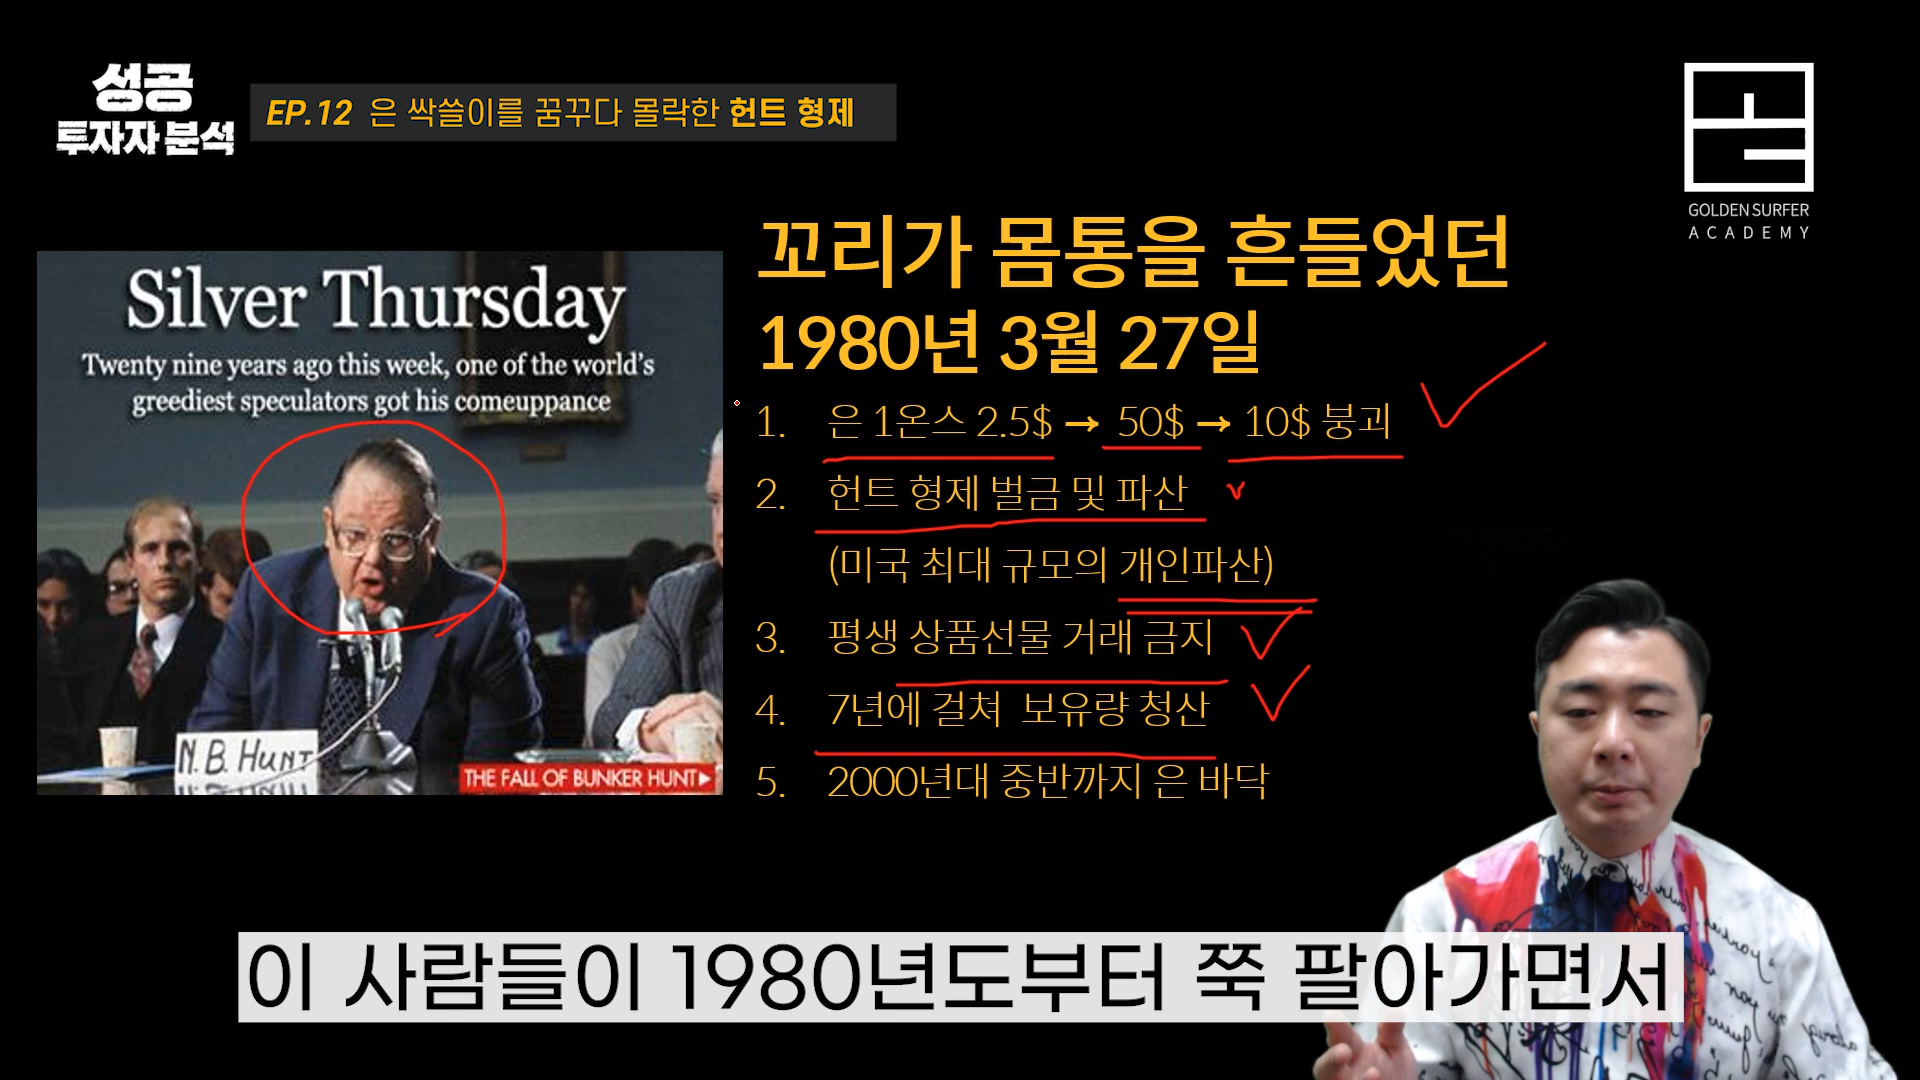 성공
투자자 분석
EP.12 은 싹쓸이를 꿈꾸다 몰락한 헌트 형제
GOLDEN SURFER
ACADEMY
Silver Thursday
Twenty nine years ago this week, one of the world's
greediest speculators got his comeuppance
N.B. HUNT
THE FALL OF BUNKER HUNT
꼬리가 몸통을 흔들었던
1980년 3월 27일
1. 은 1온스 2.5$ → 50$ → 10$ 붕괴
2. 헌트 형제 벌금 및 파산
(미국 최대 규모의 개인파산)
3. 평생 상품선물 거래 금지
4. 7년에 걸쳐 보유량 청산
5. 2000년대 중반까지 은 바닥
이 사람들이 1980년도부터 쭉 팔아가면서